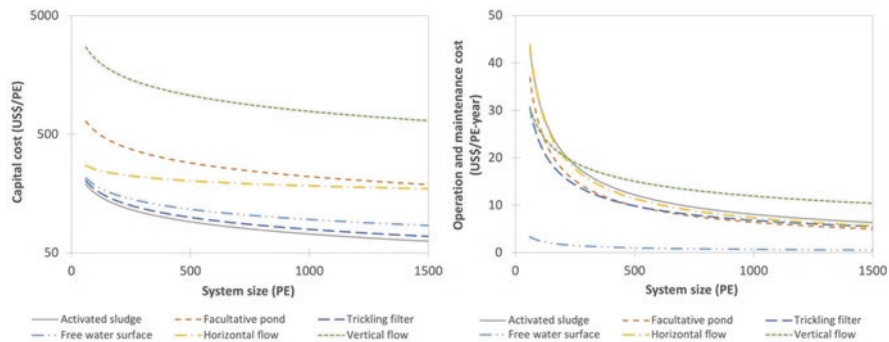 5000
500
50
Capital cost (US$/PE)
0
500
1000
1500
System size (PE)
Activated sludge
Facultative pond
Trickling filter
Free water surface
Horizontal flow
Vertical flow
50
40
30
20
10
0
Operation and maintenance cost
(US$/PE-year)
0
500
1000
1500
System size (PE)
Activated sludge
Facultative pond
Trickling filter
Free water surface
Horizontal flow
Vertical flow